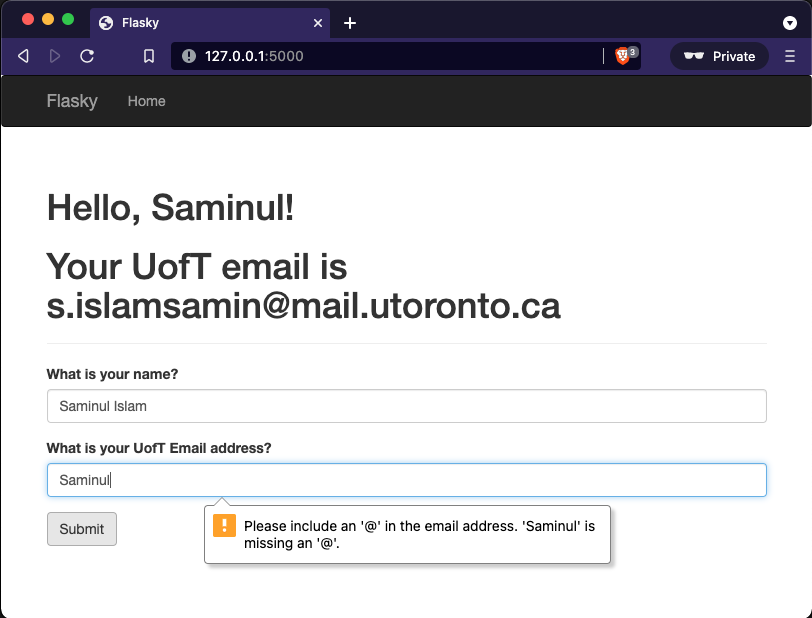 Flasky
127.0.0.1:5000
3
Private
Flasky Home
Hello, Saminul!
Your UofT email is
s.islamsamin@mail.utoronto.ca
What is your name?
Saminul Islam
What is your UofT Email address?
Saminul
Submit
! Please include an '@' in the email address. 'Saminul' is
missing an '@'.